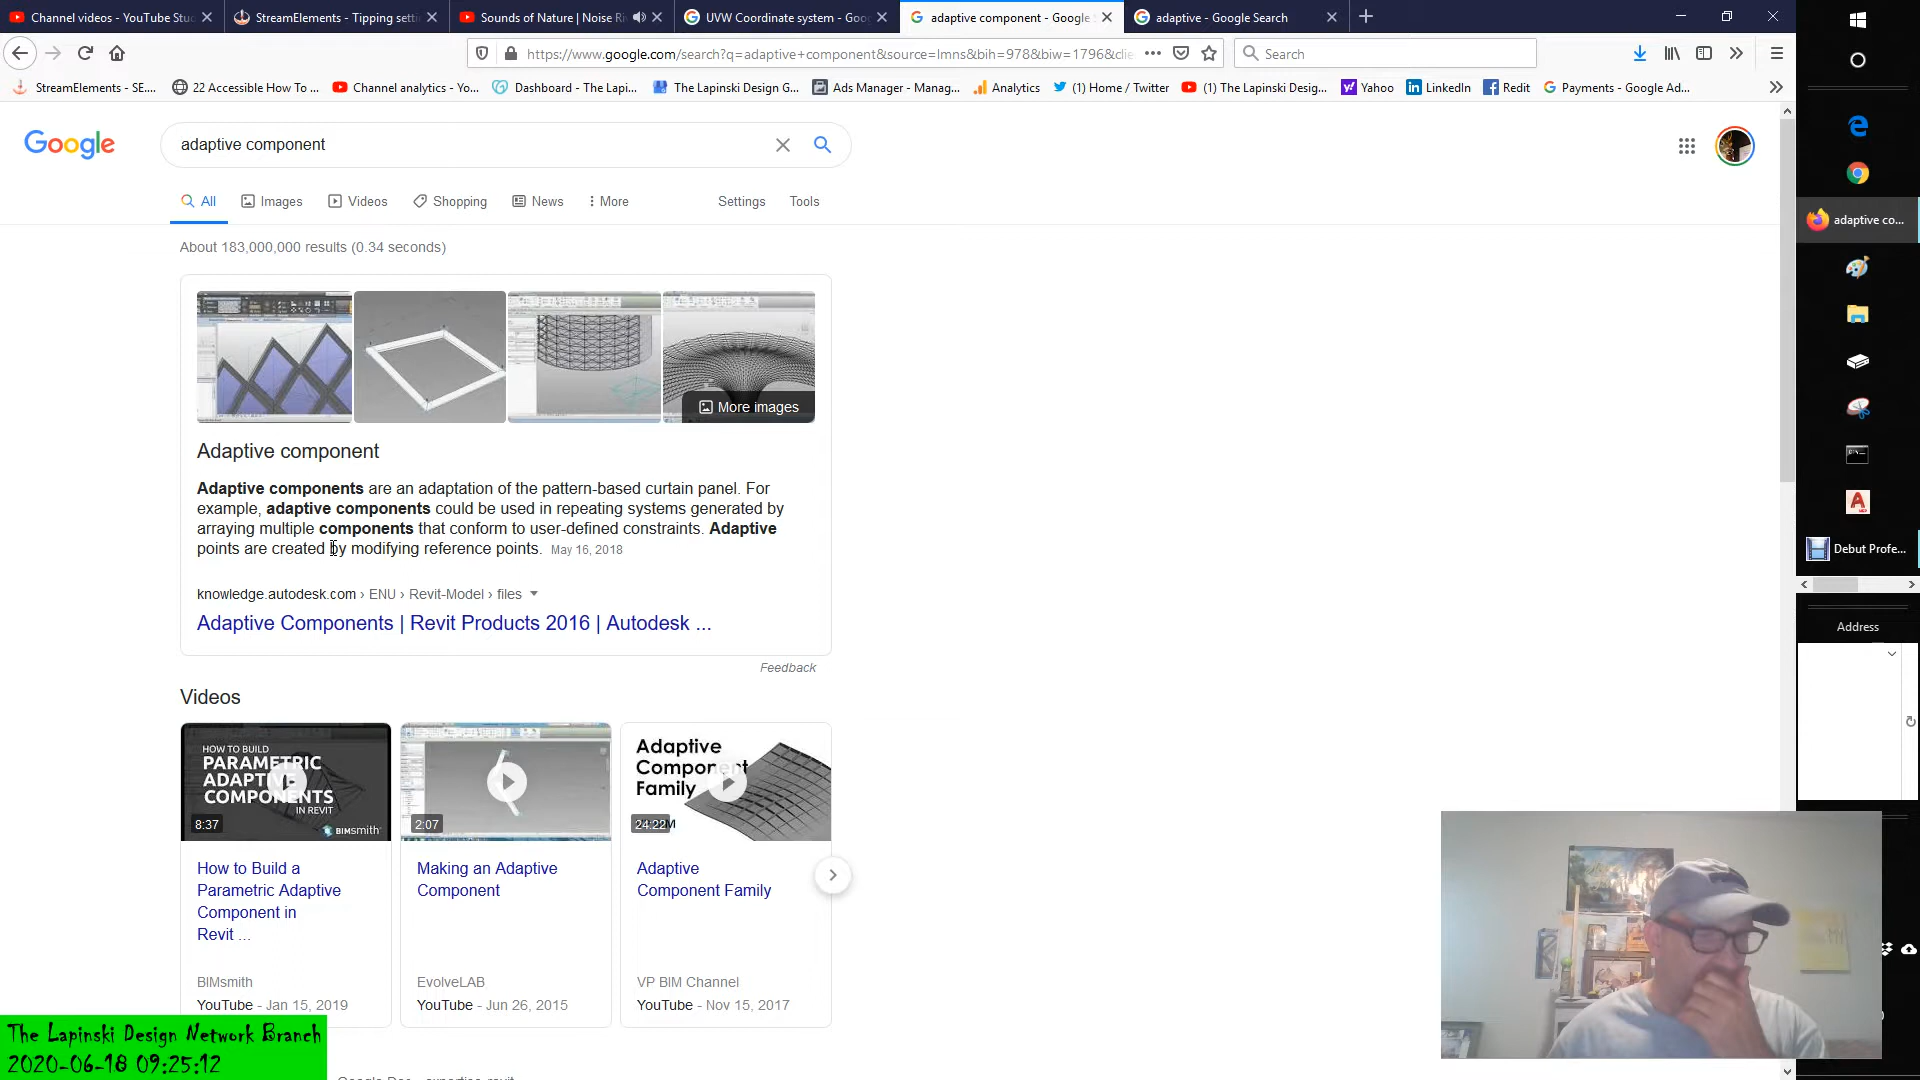 Channel videos - YouTube Stu
StreamElements - Tipping setti
Sounds of Nature | Noise Ri
UVW Coordinate system - Goo
adaptive component - Google S
adaptive - Google Search
https://www.google.com/search?q=adaptive+component&source=lmns&bih=978&biw=1796&clie
Search
StreamElements - SE....
22 Accessible How To ...
Channel analytics - Yo...
Dashboard - The Lapi...
The Lapinski Design G...
Ads Manager - Manag...
Analytics
(1) Home / Twitter
(1) The Lapinski Desig...
Yahoo
LinkedIn
Redit
Payments - Google Ad...
Google
adaptive component
All
Images
Videos
Shopping
News
More
Settings
Tools
About 183,000,000 results (0.34 seconds)
More images
Adaptive component
Adaptive components are an adaptation of the pattern-based curtain panel. For
example, adaptive components could be used in repeating systems generated by
arraying multiple components that conform to user-defined constraints. Adaptive
points are created by modifying reference points. May 16, 2018
knowledge.autodesk.com › ENU › Revit-Model › files
Adaptive Components | Revit Products 2016 | Autodesk ...
Feedback
Videos
HOW TO BUILD
PARAMETRIC
ADAPTIVE
COMPONENTS
IN REVIT
BIMsmith
8:37
2:07
Adaptive
Component
Family
24:22
How to Build a
Parametric Adaptive
Component in
Revit ...
BIMsmith
YouTube - Jan 15, 2019
Making an Adaptive
Component
EvolveLAB
YouTube - Jun 26, 2015
Adaptive
Component Family
VP BIM Channel
YouTube - Nov 15, 2017
adaptive co...
Debut Profe...
Address
The Lapinski Design Network Branch
2020-06-18 09:25:12